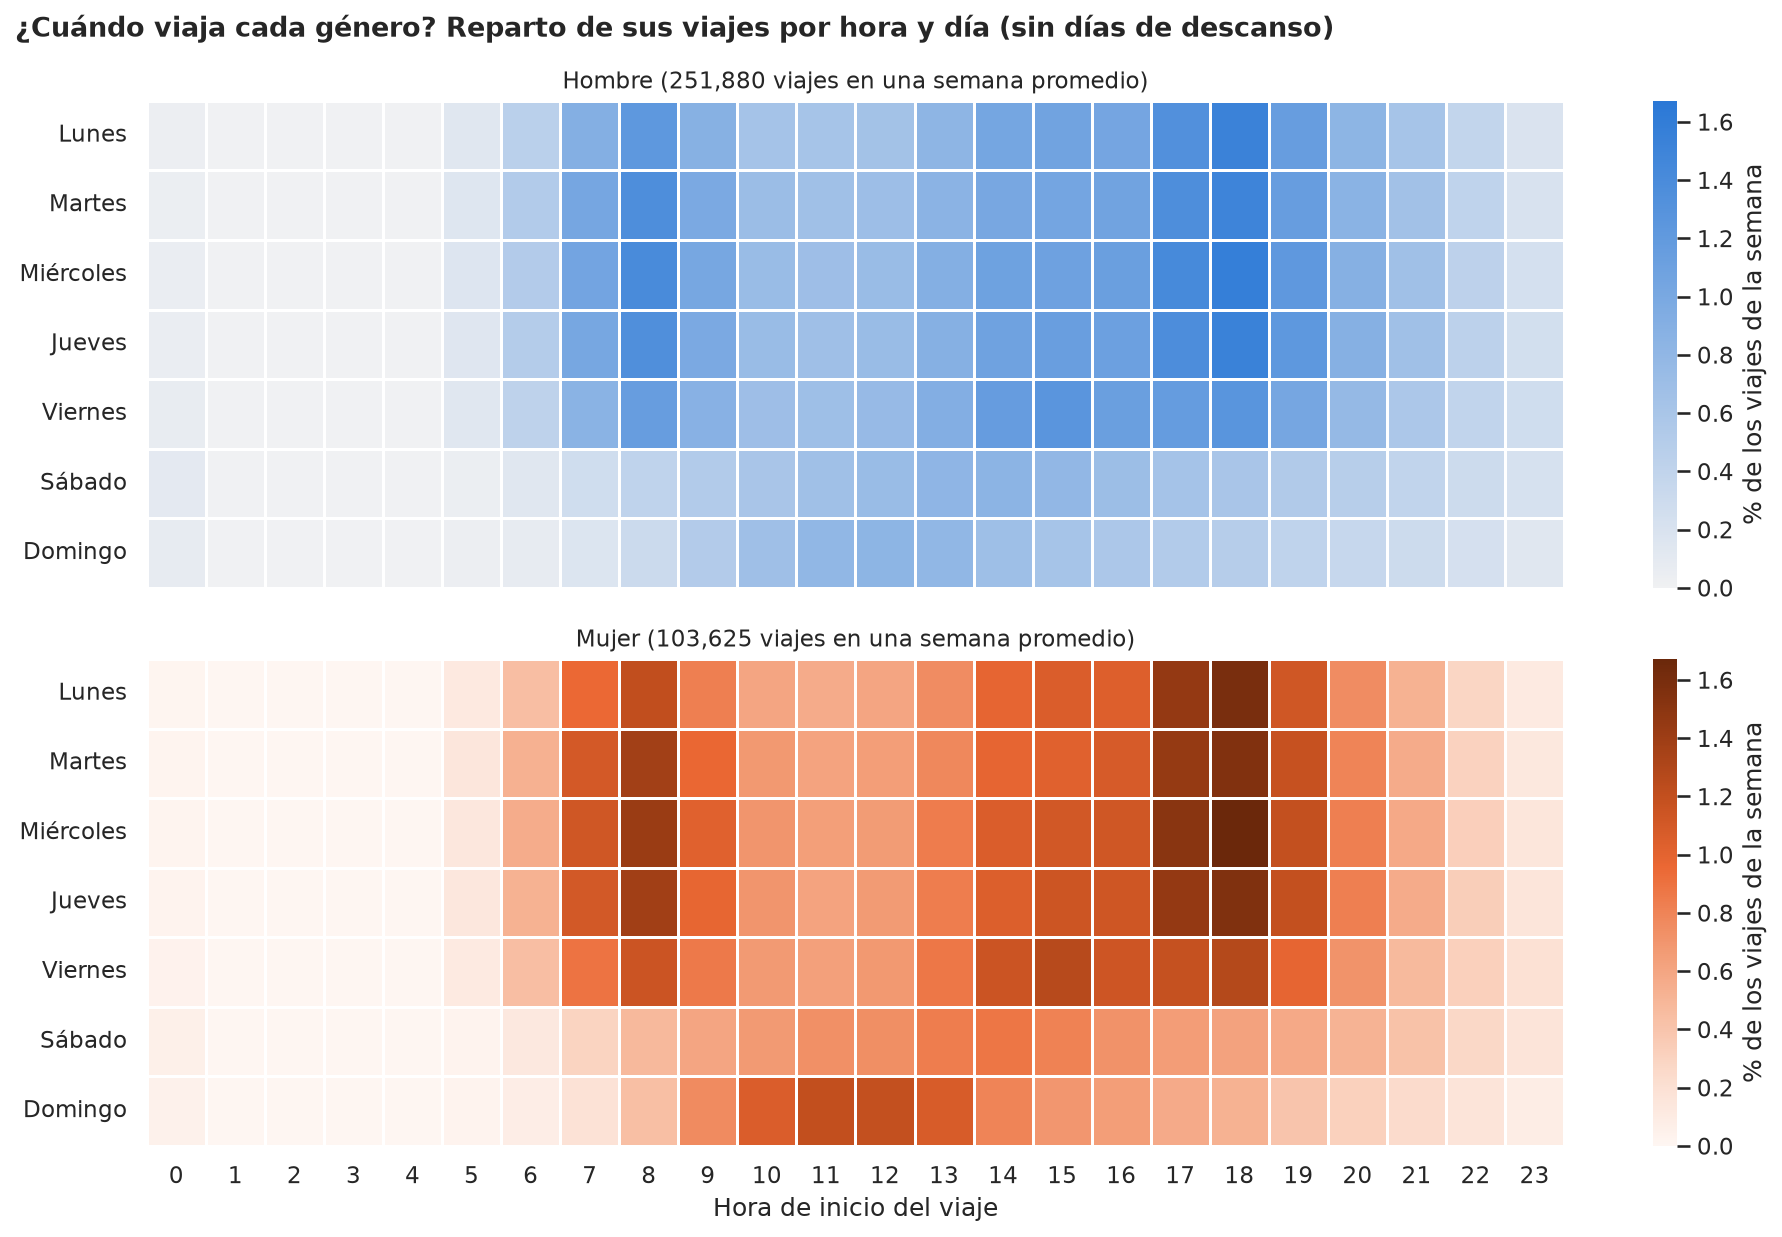 ¿Cuándo viaja cada género? Reparto de sus viajes por hora y día (sin días de descanso)
Hombre (251,880 viajes en una semana promedio)
Lunes
Martes
Miércoles
Jueves
Viernes
Sábado
Domingo
1.6
1.4
1.2
1.0
0.8
0.6
0.4
0.2
0.0
% de los viajes de la semana
Mujer (103,625 viajes en una semana promedio)
Lunes
Martes
Miércoles
Jueves
Viernes
Sábado
Domingo
0 1 2 3 4 5 6 7 8 9 10 11 12 13 14 15 16 17 18 19 20 21 22 23
Hora de inicio del viaje
1.6
1.4
1.2
1.0
0.8
0.6
0.4
0.2
0.0
% de los viajes de la semana